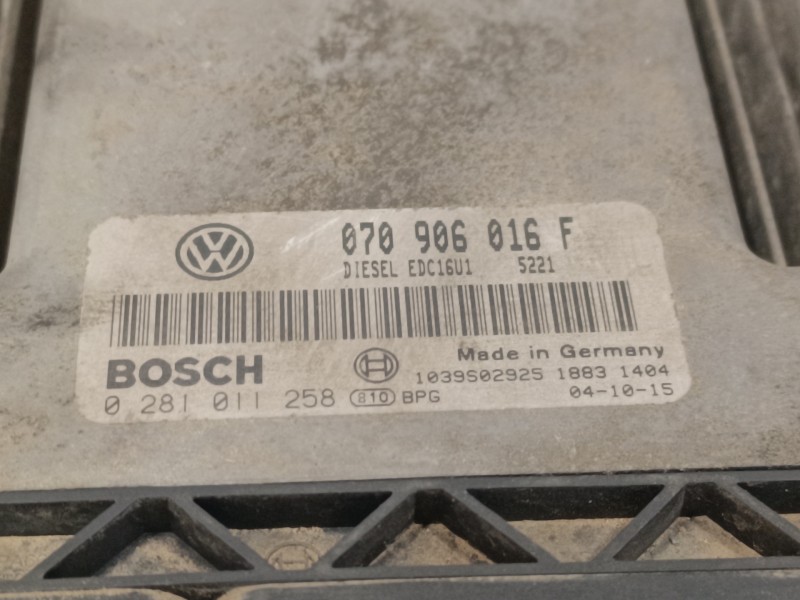 070 906 016 F
DIESEL EDC16U1 5221
BOSCH
Made in Germany
1039S02925 1883 1404
0 281 011 258 810 BPG
04-10-15